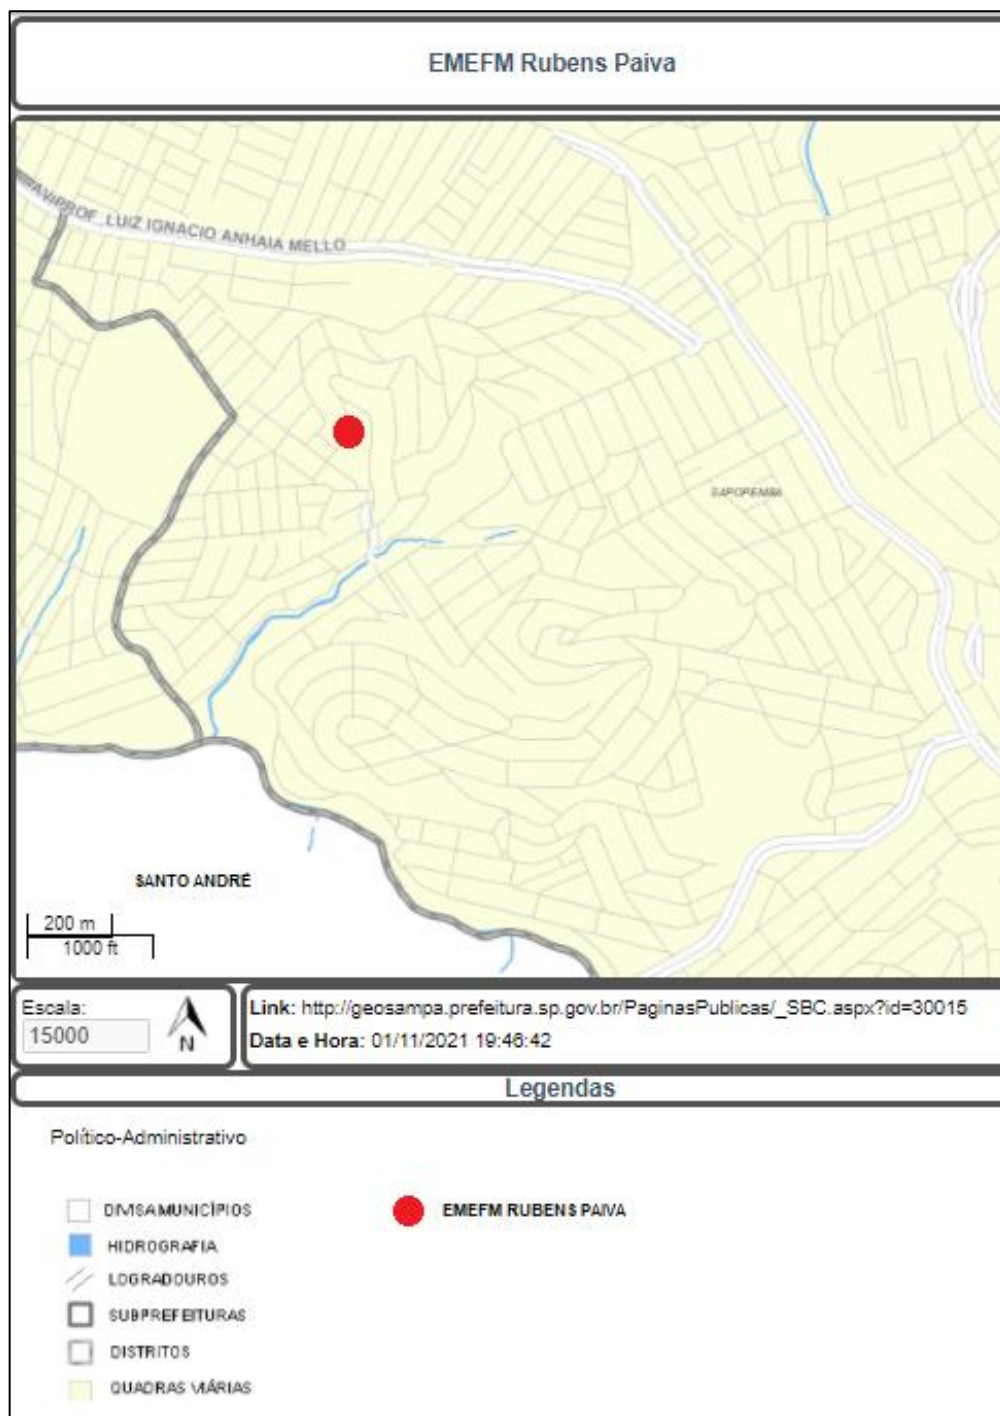 EMEFM Rubens Paiva
AV. PROF. LUIZ IGNACIO ANHAIA MELLO
SAPOPEMBA
SANTO ANDRÉ
200 m
1000 ft
Escala:
15000
N
Link: http://geosampa.prefeitura.sp.gov.br/PaginasPublicas/_SBC.aspx?id=30015
Data e Hora: 01/11/2021 19:46:42
Legendas
Político-Administrativo
DIVISA MUNICÍPIOS
EMEFM RUBENS PAIVA
HIDROGRAFIA
LOGRADOUROS
SUBPREFEITURAS
DISTRITOS
QUADRAS VIÁRIAS